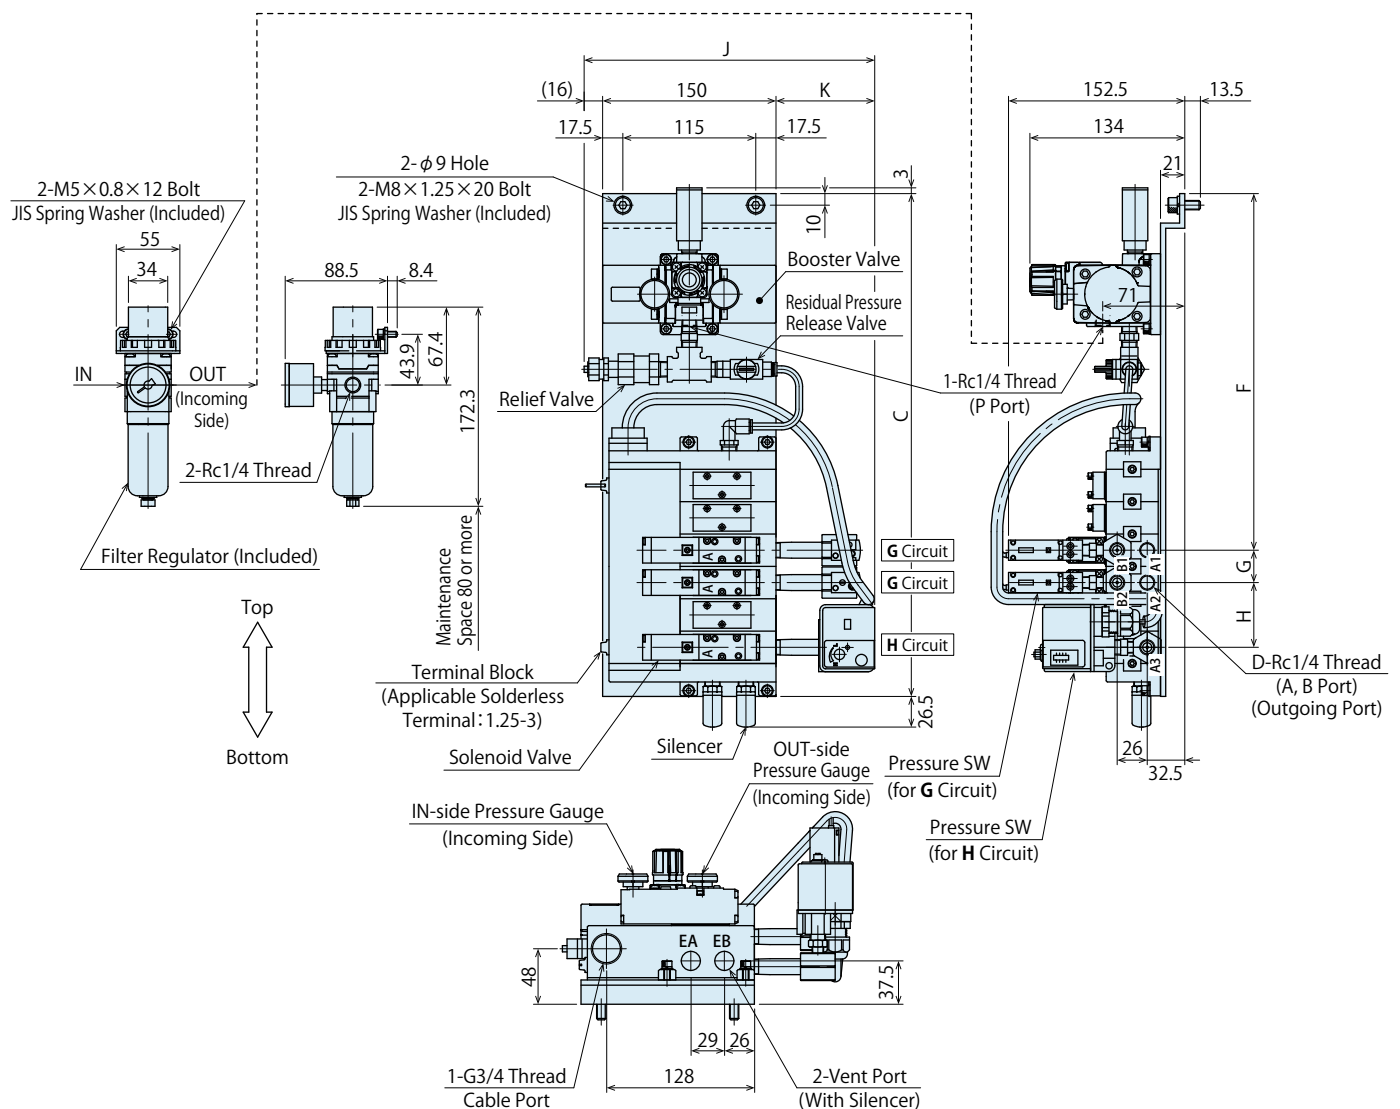 J
(16)
150
K
17.5
115
17.5
152.5
13.5
134
21
2-φ9 Hole
2-M8×1.25×20 Bolt
JIS Spring Washer (Included)
3
10
2-M5×0.8×12 Bolt
JIS Spring Washer (Included)
55
34
88.5
8.4
43.9
67.4
172.3
IN
OUT
(Incoming
Side)
2-Rc1/4 Thread
Filter Regulator (Included)
Maintenance
Space 80 or more
Top
Bottom
Booster Valve
Residual Pressure
Release Valve
Relief Valve
C
71
1-Rc1/4 Thread
(P Port)
F
G
H
A
A
A
G Circuit
G Circuit
H Circuit
B1
A1
B2
A2
A3
Terminal Block
(Applicable Solderless
Terminal:1.25-3)
Solenoid Valve
Silencer
26.5
D-Rc1/4 Thread
(A, B Port)
(Outgoing Port)
26
32.5
Pressure SW
(for G Circuit)
Pressure SW
(for H Circuit)
OUT-side
Pressure Gauge
(Incoming Side)
IN-side Pressure Gauge
(Incoming Side)
EA
EB
48
37.5
29
26
128
1-G3/4 Thread
Cable Port
2-Vent Port
(With Silencer)